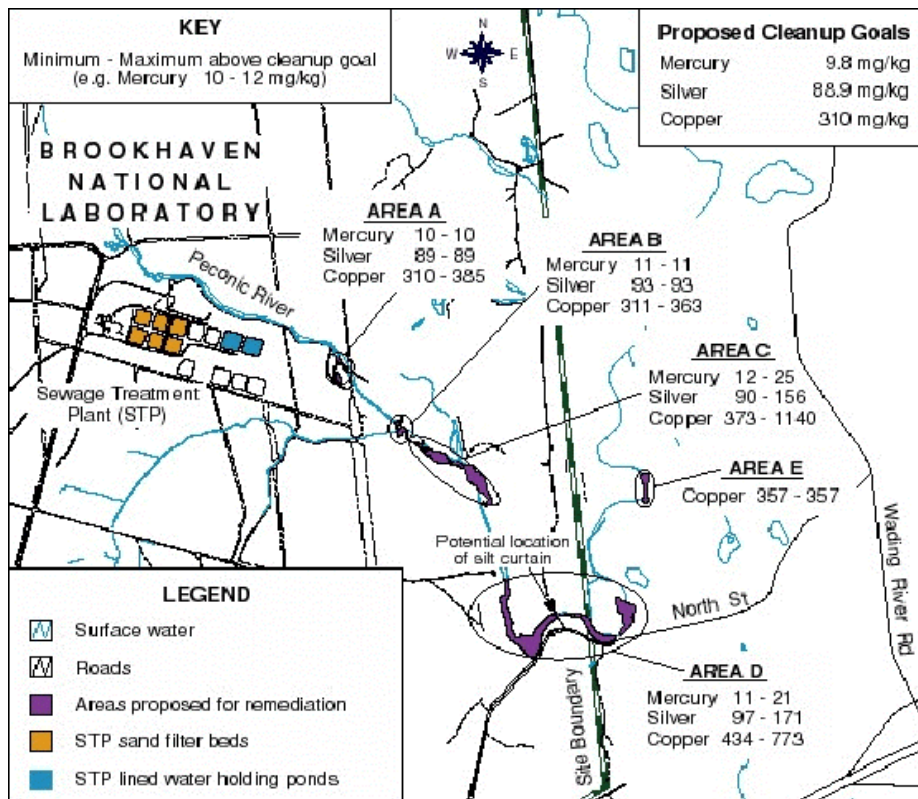 KEY
Minimum - Maximum above cleanup goal
(e.g. Mercury 10 - 12 mg/kg)
N
W E
S
Proposed Cleanup Goals
Mercury 9.8 mg/kg
Silver 88.9 mg/kg
Copper 310 mg/kg
BROOKHAVEN
NATIONAL
LABORATORY
AREA A
Mercury 10 - 10
Silver 89 - 89
Copper 310 - 385
AREA B
Mercury 11 - 11
Silver 93 - 93
Copper 311 - 363
Peconic River
AREA C
Mercury 12 - 25
Silver 90 - 156
Copper 373 - 1140
Sewage Treatment
Plant (STP)
AREA E
Copper 357 - 357
Potential location
of silt curtain
Wading River Rd
North St
Site Boundary
AREA D
Mercury 11 - 21
Silver 97 - 171
Copper 434 - 773
LEGEND
Surface water
Roads
Areas proposed for remediation
STP sand filter beds
STP lined water holding ponds